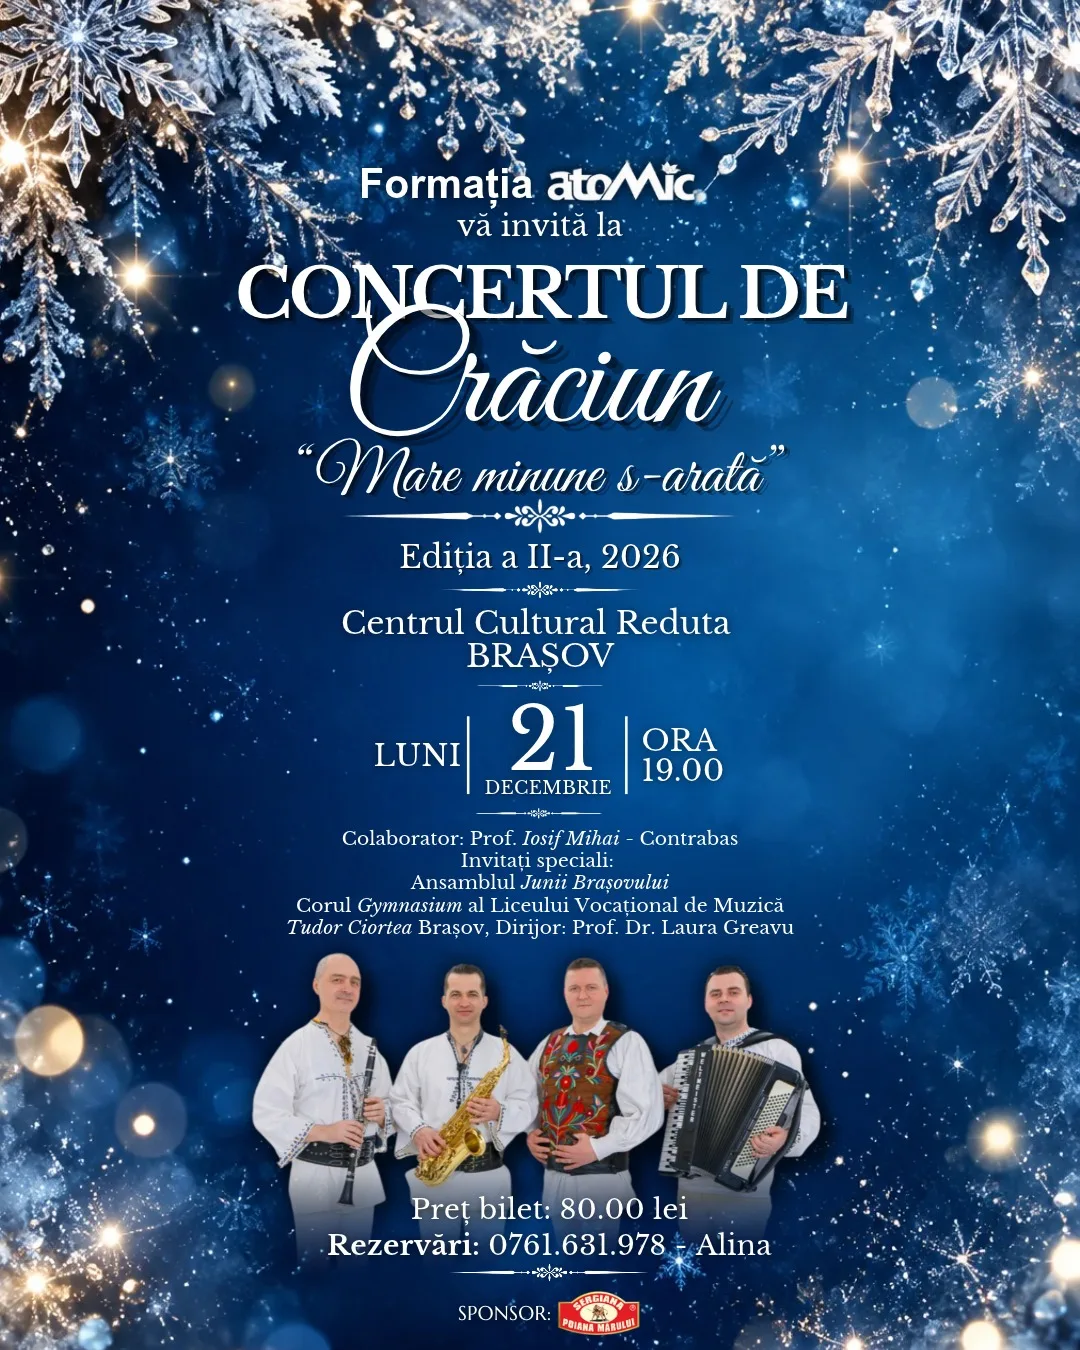 Formația atoMic
vă invită la
CONCERTUL DE
Crăciun
“Mare minune s-arată”
Ediția a II-a, 2026
Centrul Cultural Reduta
BRAȘOV
LUNI
21
DECEMBRIE
ORA
19.00
Colaborator: Prof. Iosif Mihai - Contrabas
Invitați speciali:
Ansamblul Junii Brașovului
Corul Gymnasium al Liceului Vocațional de Muzică
Tudor Ciortea Brașov, Dirijor: Prof. Dr. Laura Greavu
WELTMEISTER
Preț bilet: 80.00 lei
Rezervări: 0761.631.978 - Alina
SPONSOR:
SERGIANA ®
POIANA MĂRULUI